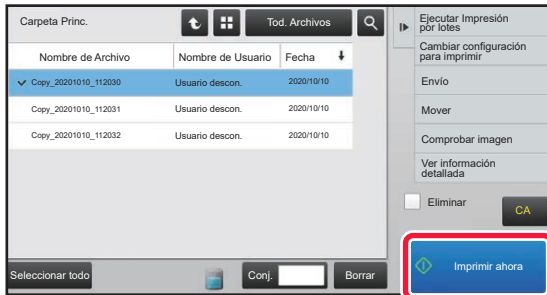 Carpeta Princ.
Tod. Archivos
Nombre de Archivo Nombre de Usuario Fecha
Copy_20201010_112030 Usuario descon. 2020/10/10
Copy_20201010_112031 Usuario descon. 2020/10/10
Copy_20201010_112032 Usuario descon. 2020/10/10
Seleccionar todo
Conj.
Borrar
Ejecutar Impresión
por lotes
Cambiar configuración
para imprimir
Envío
Mover
Comprobar imagen
Ver información
detallada
Eliminar
CA
Imprimir ahora